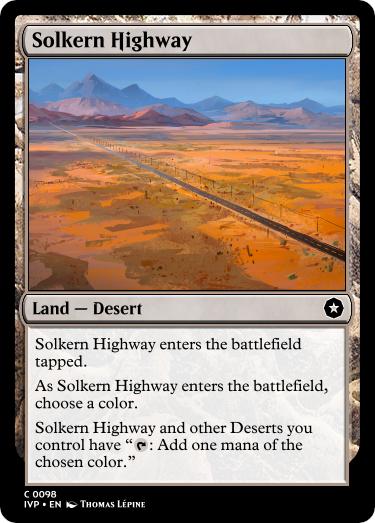 Solkern Highway
Land — Desert
Solkern Highway enters the battlefield
tapped.
As Solkern Highway enters the battlefield,
choose a color.
Solkern Highway and other Deserts you
control have “: Add one mana of the
chosen color.”
C 0098
IVP • EN Thomas Lépine